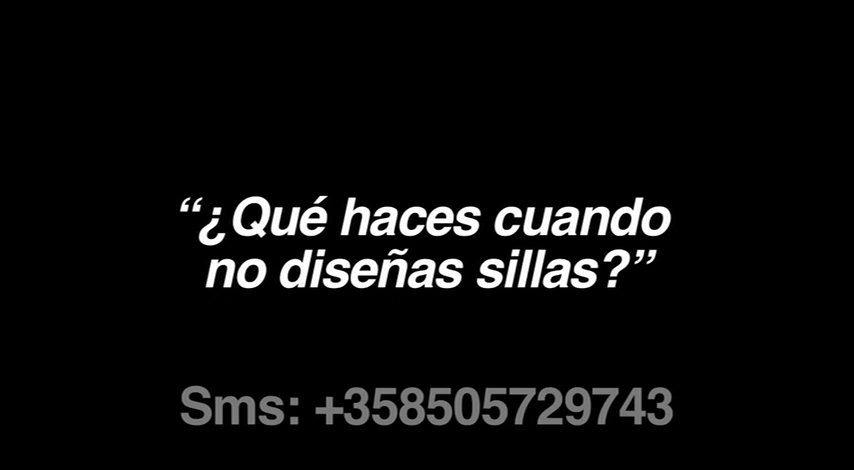 “¿Qué haces cuando
no diseñas sillas?”
Sms: +358505729743